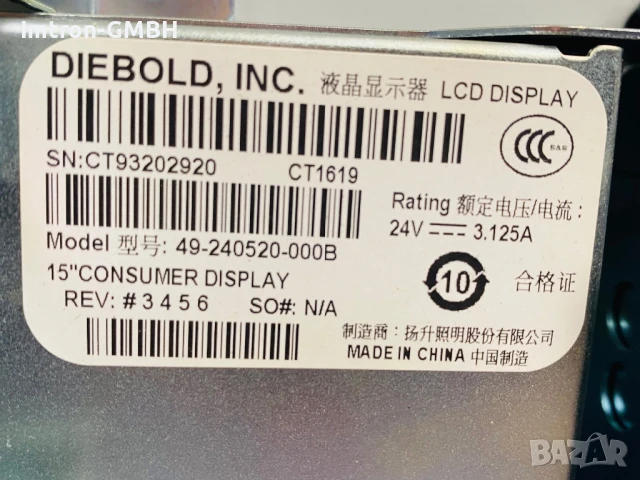 imtron-GMBH
DIEBOLD, INC. 液晶显示器 LCD DISPLAY
SN:CT93202920 CT1619
Rating 额定电压/电流:
24V 3.125A
Model 型号: 49-240520-000B
15"CONSUMER DISPLAY
10 合格证
REV: #3456 SO#: N/A
制造商: 扬升照明股份有限公司
MADE IN CHINA 中国制造
BAZAR